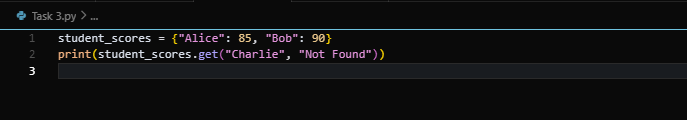 Task 3.py > ...
1 student_scores = {"Alice": 85, "Bob": 90}
2 print(student_scores.get("Charlie", "Not Found"))
3